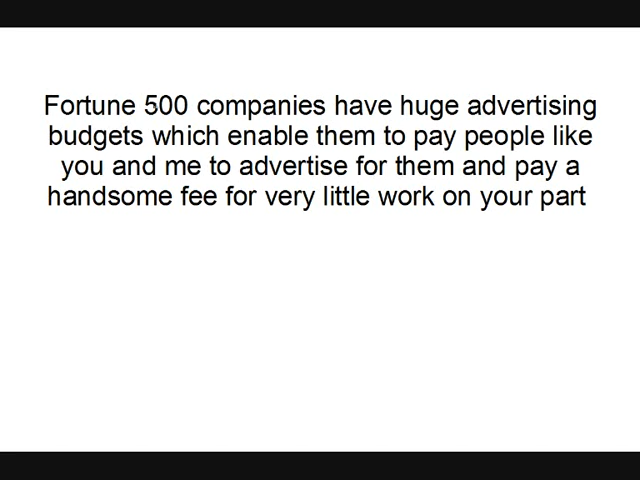 Fortune 500 companies have huge advertising
budgets which enable them to pay people like
you and me to advertise for them and pay a
handsome fee for very little work on your part